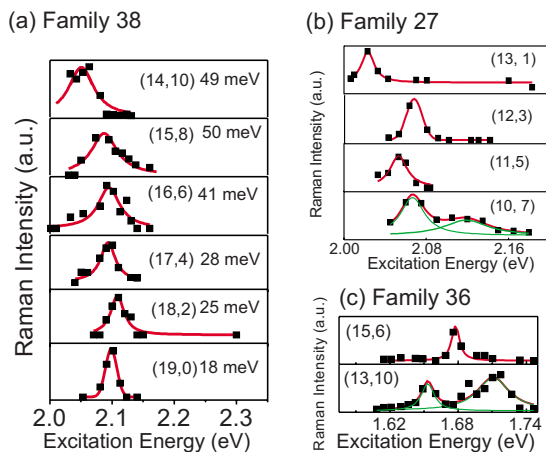 (a) Family 38
Raman Intensity (a.u.)
(14,10) 49 meV
(15,8) 50 meV
(16,6) 41 meV
(17,4) 28 meV
(18,2) 25 meV
(19,0) 18 meV
2.0 2.1 2.2 2.3
Excitation Energy (eV)
(b) Family 27
Raman Intensity (a.u.)
(13, 1)
(12,3)
(11,5)
(10, 7)
2.00 2.08 2.16
Excitation Energy (eV)
(c) Family 36
Raman Intensity (a.u.)
(15,6)
(13,10)
1.62 1.68 1.74
Excitation Energy (eV)